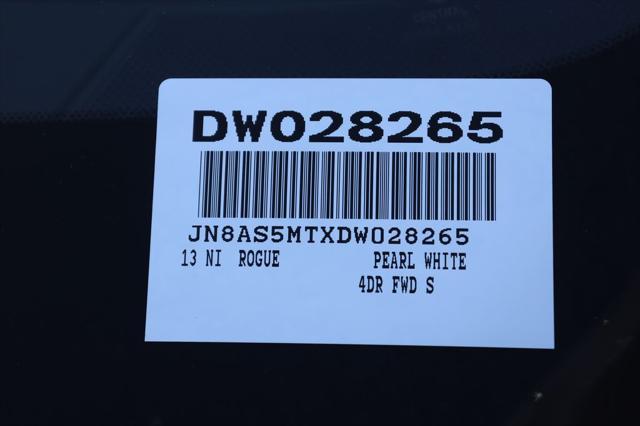 DW028265
JN8AS5MTXDW028265
13 NI ROGUE PEARL WHITE
4DR FWD S